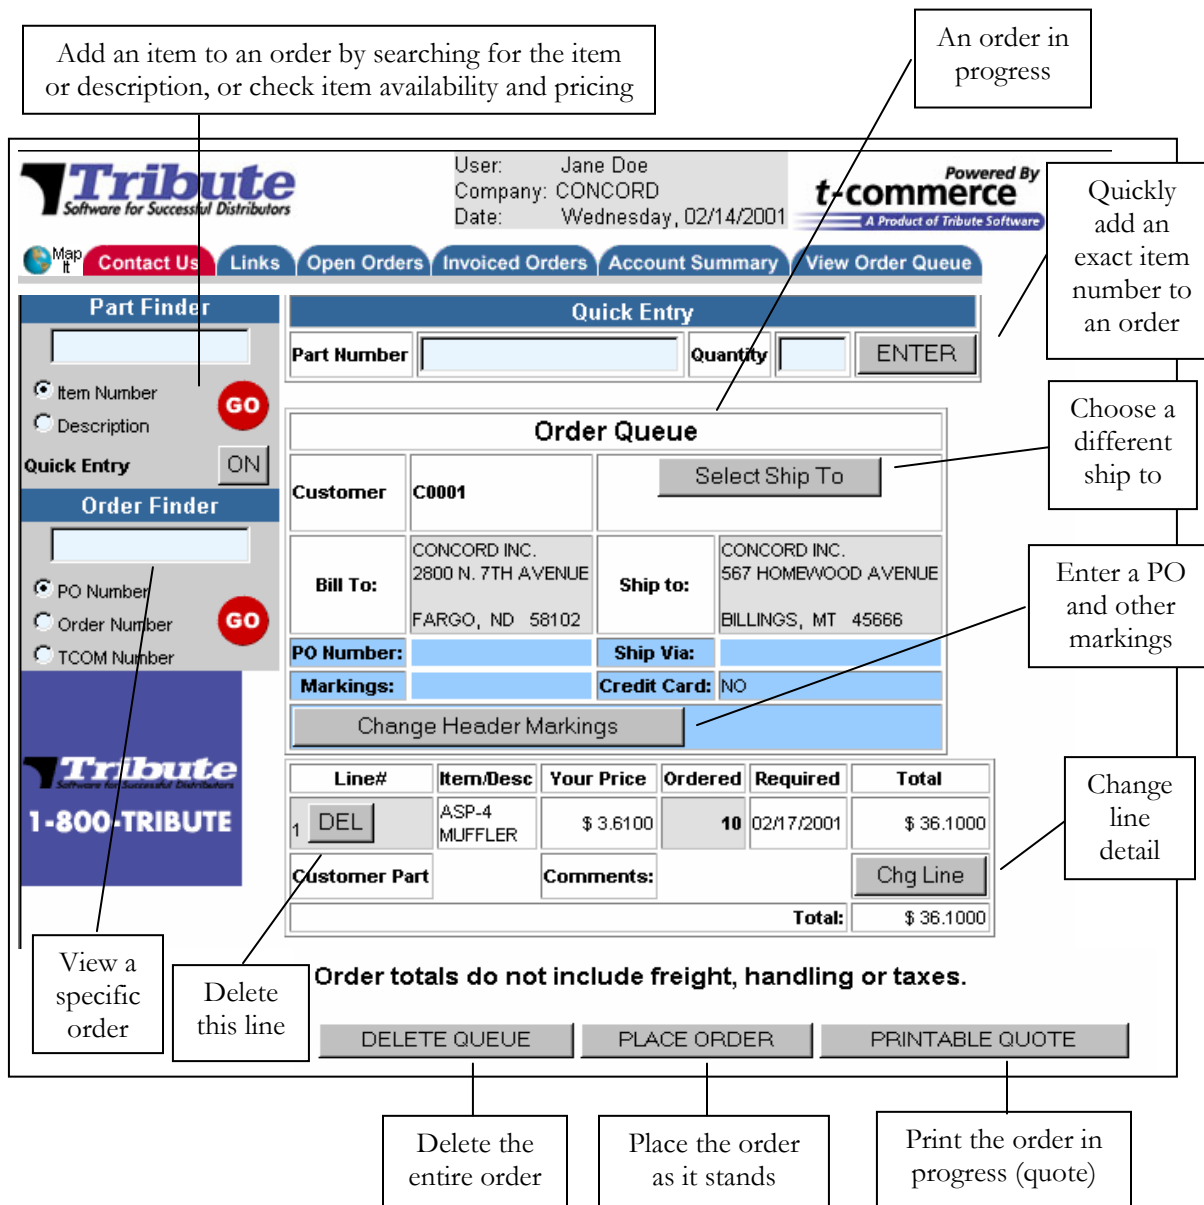 Add an item to an order by searching for the item
or description, or check item availability and pricing
An order in
progress
Tribute
Software for Successful Distributors
User: Jane Doe
Company: CONCORD
Date: Wednesday, 02/14/2001
Powered By
t-commerce
A Product of Tribute Software
Quickly
add an
exact item
number to
an order
Map
It
Contact Us
Links
Open Orders
Invoiced Orders
Account Summary
View Order Queue
Part Finder
Item Number
Description
GO
Quick Entry ON
Order Finder
PO Number
Order Number
TCOM Number
GO
Tribute
Software for Successful Distributors
1-800-TRIBUTE
Quick Entry
Part Number Quantity ENTER
Order Queue
Customer C0001 Select Ship To
Bill To:
CONCORD INC.
2800 N. 7TH AVENUE
FARGO, ND 58102
Ship to:
CONCORD INC.
567 HOMEWOOD AVENUE
BILLINGS, MT 45666
PO Number: Ship Via:
Markings: Credit Card: NO
Change Header Markings
Line# Item/Desc Your Price Ordered Required Total
1 DEL ASP-4 MUFFLER $ 3.6100 10 02/17/2001 $ 36.1000
Customer Part Comments: Chg Line
Total: $ 36.1000
Choose a
different
ship to
Enter a PO
and other
markings
Change
line
detail
View a
specific
order
Delete
this line
Order totals do not include freight, handling or taxes.
DELETE QUEUE PLACE ORDER PRINTABLE QUOTE
Delete the
entire order
Place the order
as it stands
Print the order in
progress (quote)